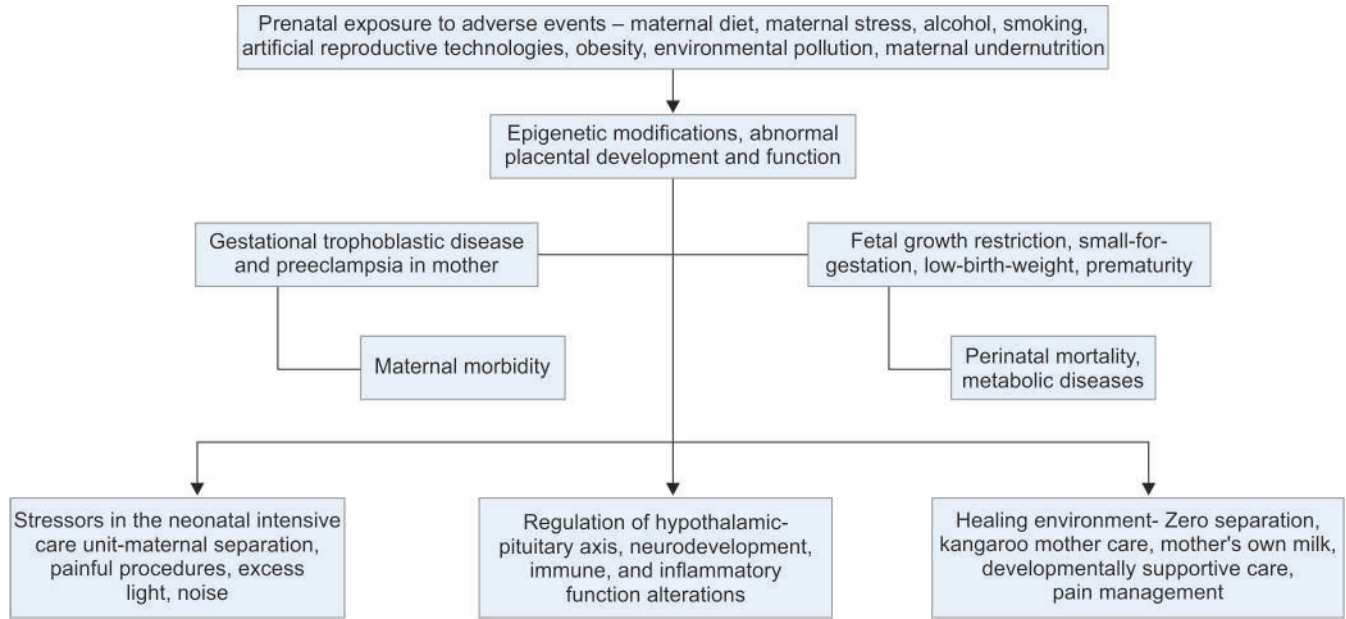 Prenatal exposure to adverse events – maternal diet, maternal stress, alcohol, smoking,
artificial reproductive technologies, obesity, environmental pollution, maternal undernutrition
Epigenetic modifications, abnormal
placental development and function
Gestational trophoblastic disease
and preeclampsia in mother
Fetal growth restriction, small-for-
gestation, low-birth-weight, prematurity
Maternal morbidity
Perinatal mortality,
metabolic diseases
Stressors in the neonatal intensive
care unit-maternal separation,
painful procedures, excess
light, noise
Regulation of hypothalamic-
pituitary axis, neurodevelopment,
immune, and inflammatory
function alterations
Healing environment- Zero separation,
kangaroo mother care, mother's own milk,
developmentally supportive care,
pain management